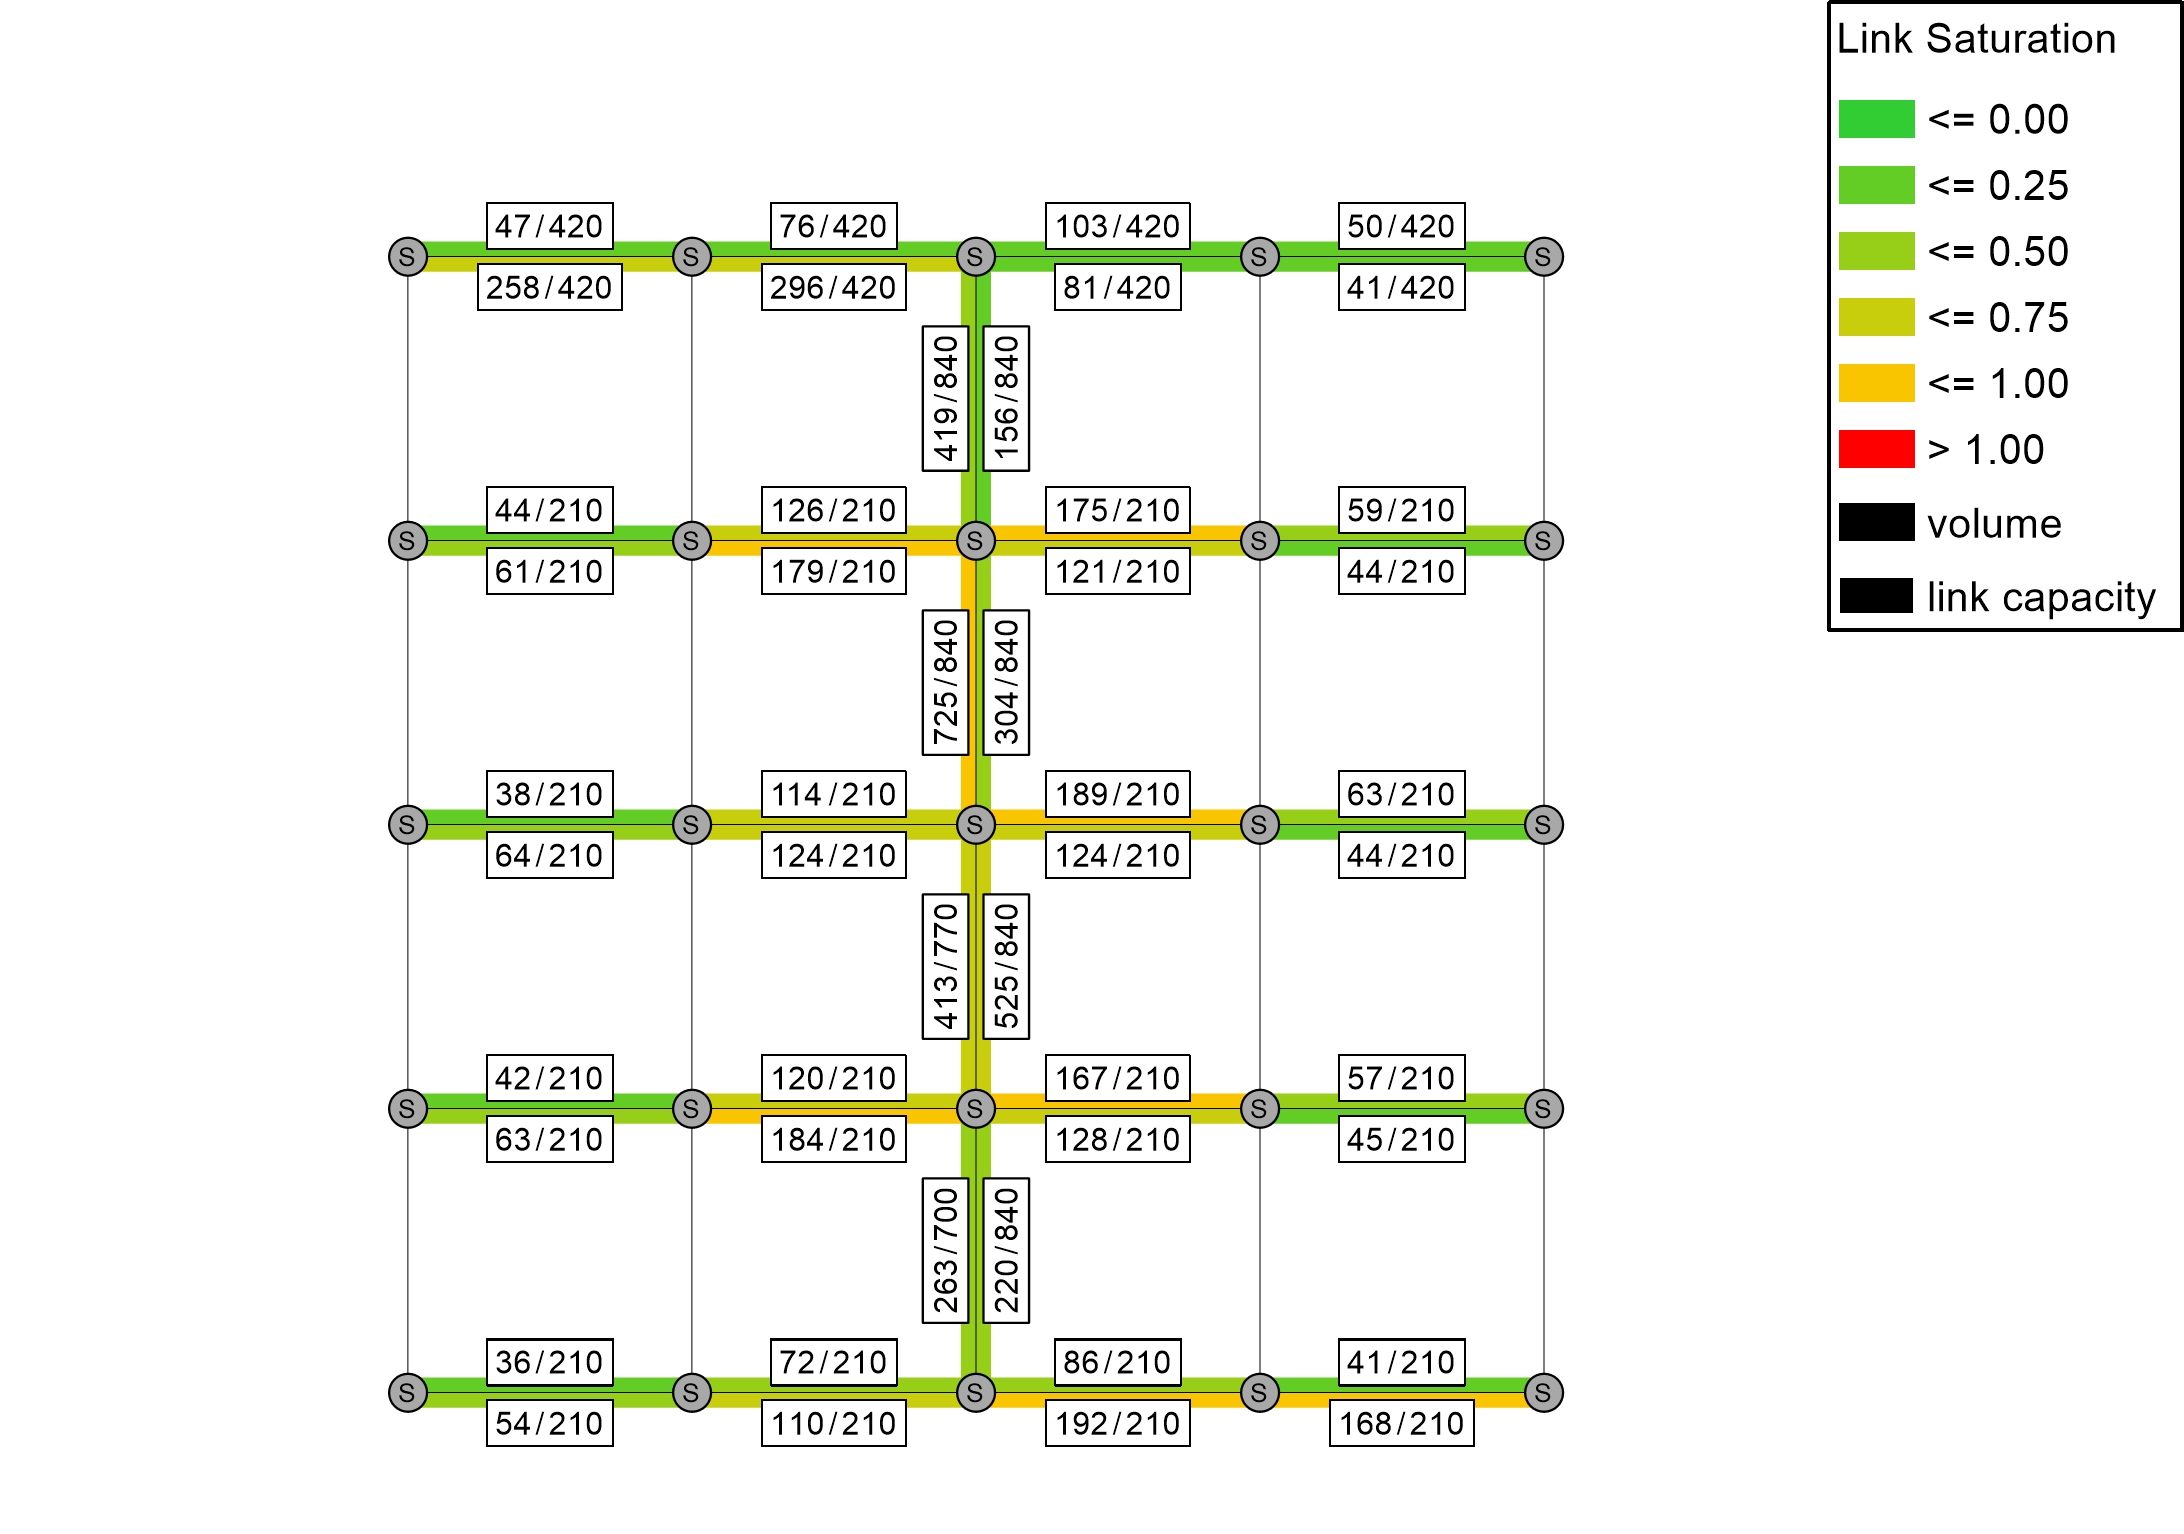 Link Saturation
<= 0.00
<= 0.25
<= 0.50
<= 0.75
<= 1.00
> 1.00
volume
link capacity
47/420 76/420 103/420 50/420
S S S S S
258/420 296/420 81/420 41/420
419/840 156/840
44/210 126/210 175/210 59/210
S S S S S
61/210 179/210 121/210 44/210
725/840 304/840
38/210 114/210 189/210 63/210
S S S S S
64/210 124/210 124/210 44/210
413/770 525/840
42/210 120/210 167/210 57/210
S S S S S
63/210 184/210 128/210 45/210
263/700 220/840
36/210 72/210 86/210 41/210
S S S S S
54/210 110/210 192/210 168/210